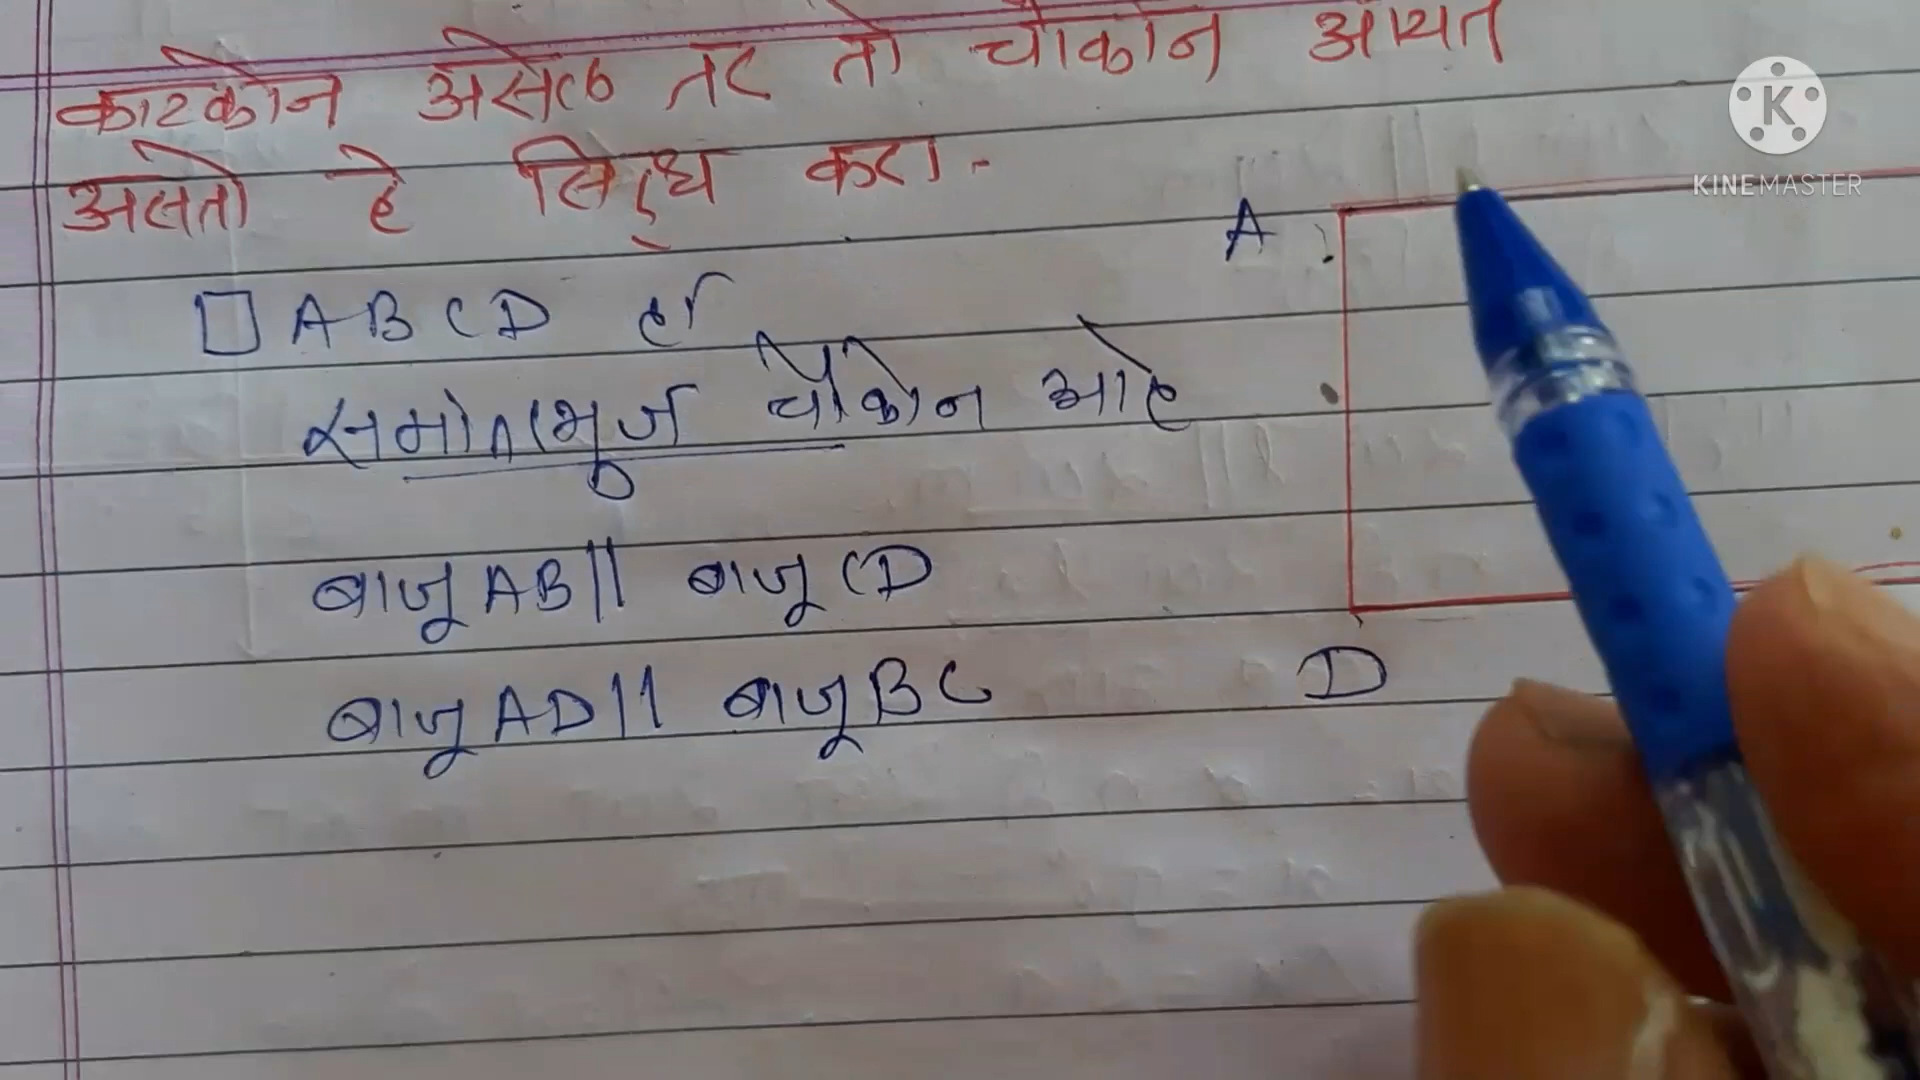 काटकोन असेल तर तो चौकोन आयत
असतो हे सिद्ध करा.
K
KINEMASTER
A
□ABCD हा
समांतरभुज चौकोन आहे
बाजू AB || बाजू CD
बाजू AD || बाजू BC
D